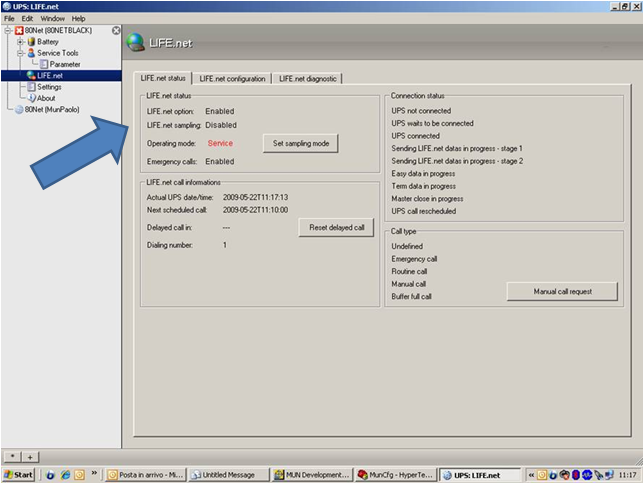 UPS: LIFE.net
File Edit Window Help
80Net (80NETBLACK)
Battery
Service Tools
Parameter
LIFE.net
Settings
About
80Net (MunPaolo)
LIFE.net
LIFE.net status LIFE.net configuration LIFE.net diagnostic
LIFE.net status
LIFE.net option: Enabled
LIFE.net sampling: Disabled
Operating mode: Service Set sampling mode
Emergency calls: Enabled
LIFE.net call informations
Actual UPS date/time: 2009-05-22T11:17:13
Next scheduled call: 2009-05-22T11:10:00
Delayed call in: --- Reset delayed call
Dialing number: 1
Connection status
UPS not connected
UPS waits to be connected
UPS connected
Sending LIFE.net datas in progress - stage 1
Sending LIFE.net datas in progress - stage 2
Easy data in progress
Term data in progress
Master close in progress
UPS call rescheduled
Call type
Undefined
Emergency call
Routine call
Manual call
Buffer full call
Manual call request
* +
Start » Posta in arrivo - Mi... Untitled Message MUN Development... MunCfg - HyperTe... UPS: LIFE.net « 11:17